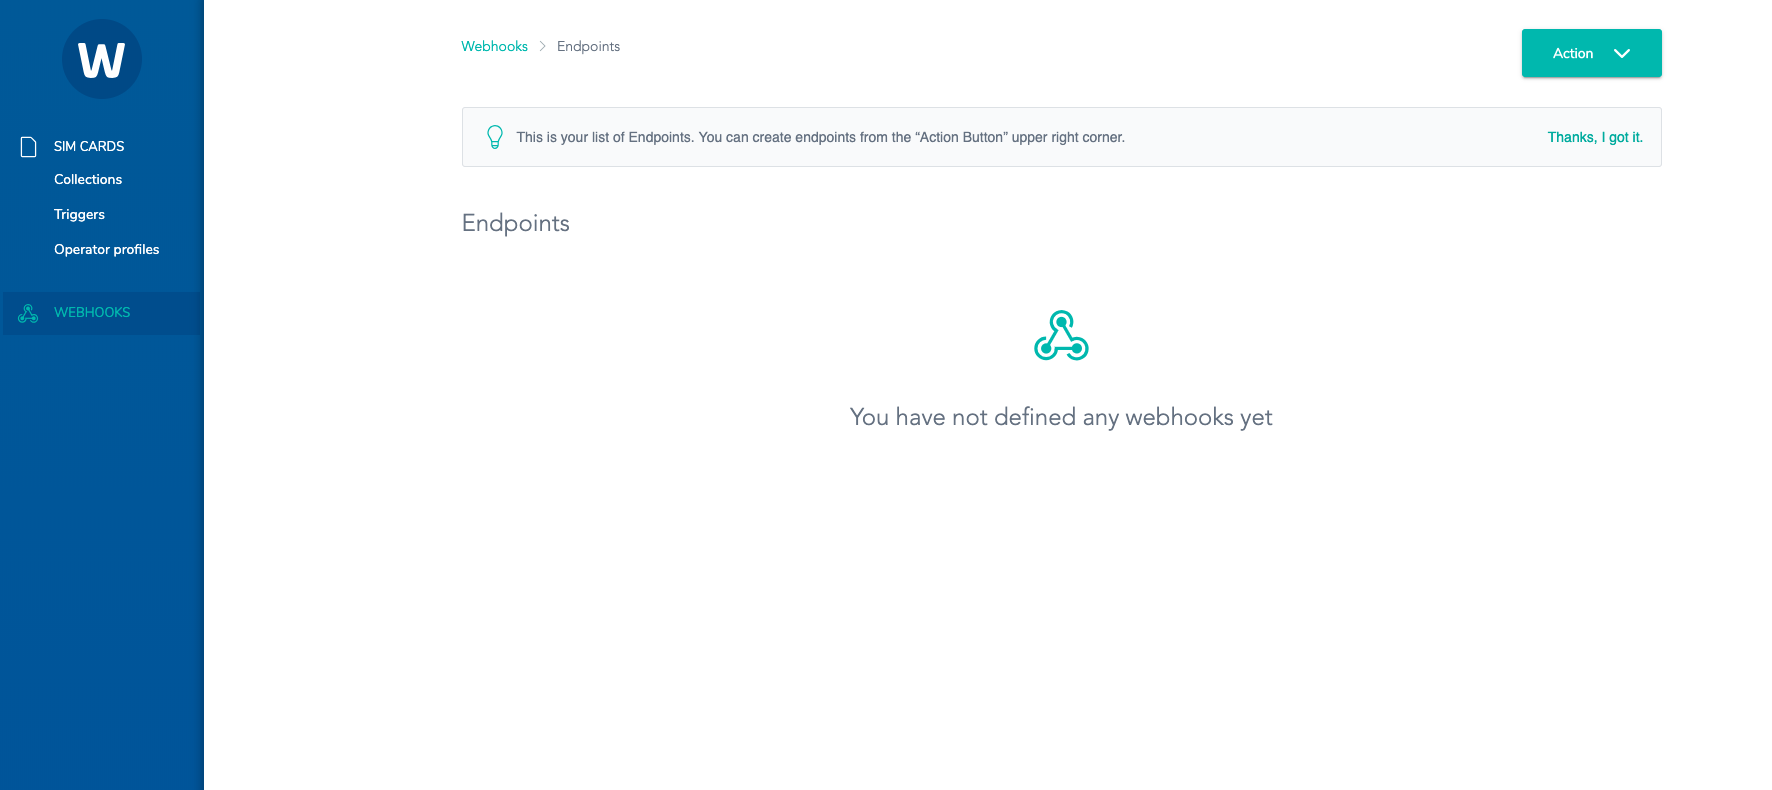 W
SIM CARDS
Collections
Triggers
Operator profiles
WEBHOOKS
Webhooks > Endpoints
Action
This is your list of Endpoints. You can create endpoints from the “Action Button” upper right corner.
Thanks, I got it.
Endpoints
You have not defined any webhooks yet